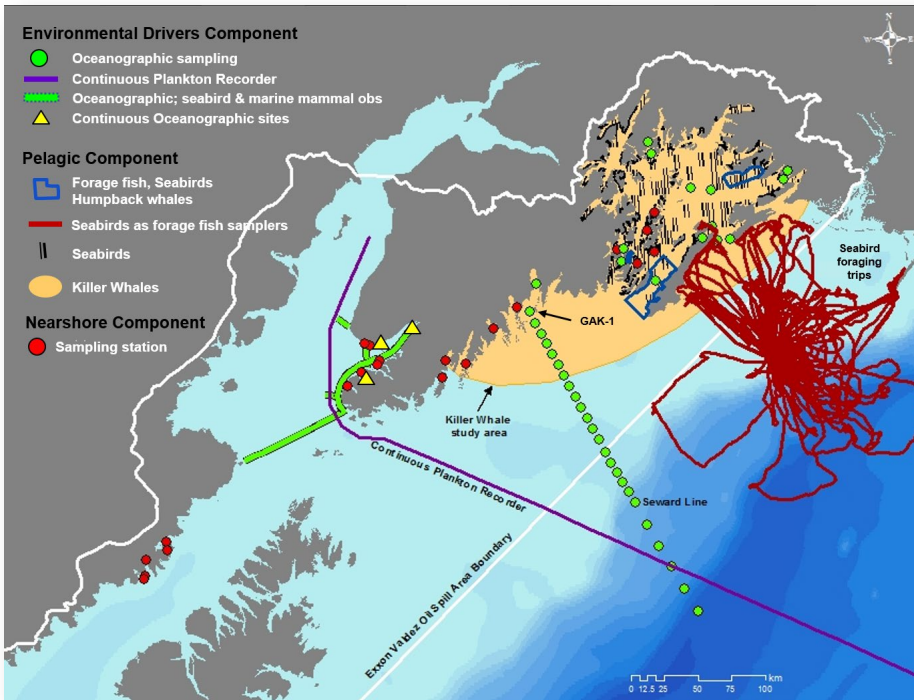 Environmental Drivers Component
Oceanographic sampling
Continuous Plankton Recorder
Oceanographic; seabird & marine mammal obs
Continuous Oceanographic sites
Pelagic Component
Forage fish, Seabirds
Humpback whales
Seabirds as forage fish samplers
Seabirds
Killer Whales
Nearshore Component
Sampling station
N
W
E
S
Seabird
foraging
trips
GAK-1
Killer Whale
study area
Continuous Plankton Recorder
Seward Line
Exxon Valdez Oil Spill Area Boundary
km
0 12.5 25 50 75 100